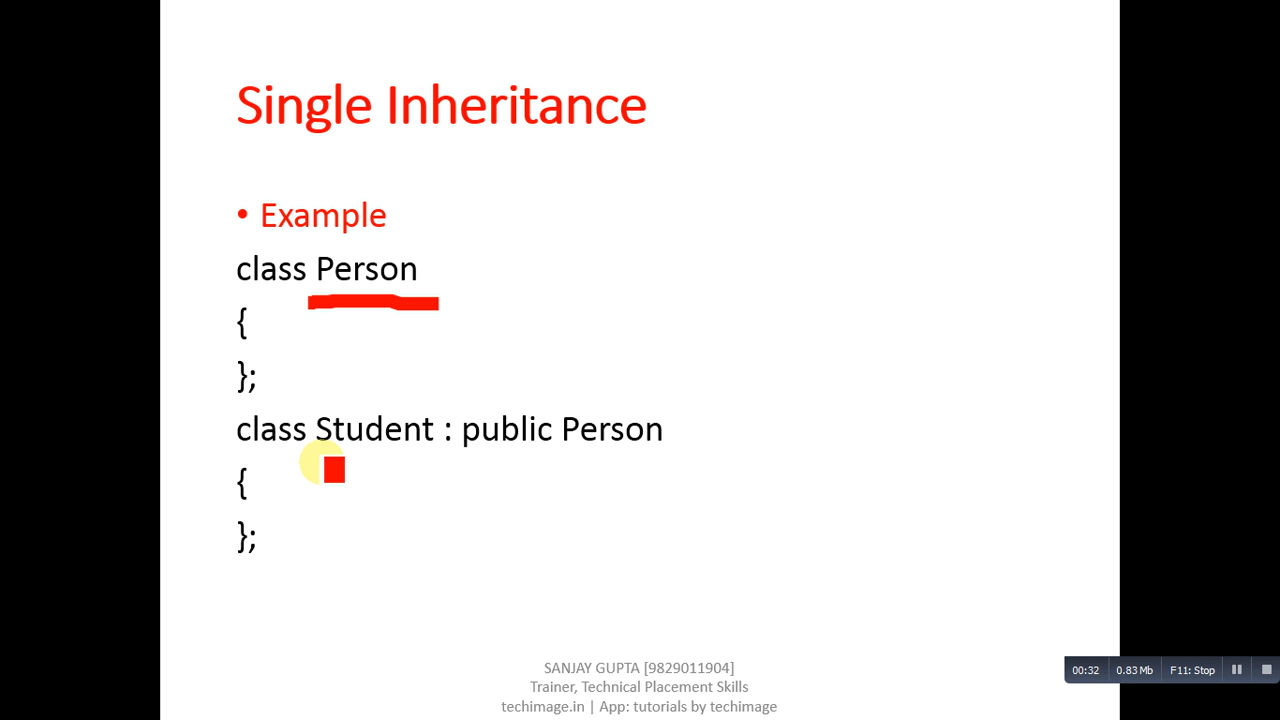 Single Inheritance
• Example
class Person
{
};
class Student : public Person
{
};
SANJAY GUPTA [9829011904]
Trainer, Technical Placement Skills
techimage.in | App: tutorials by techimage
00:32 0.83 Mb F11: Stop